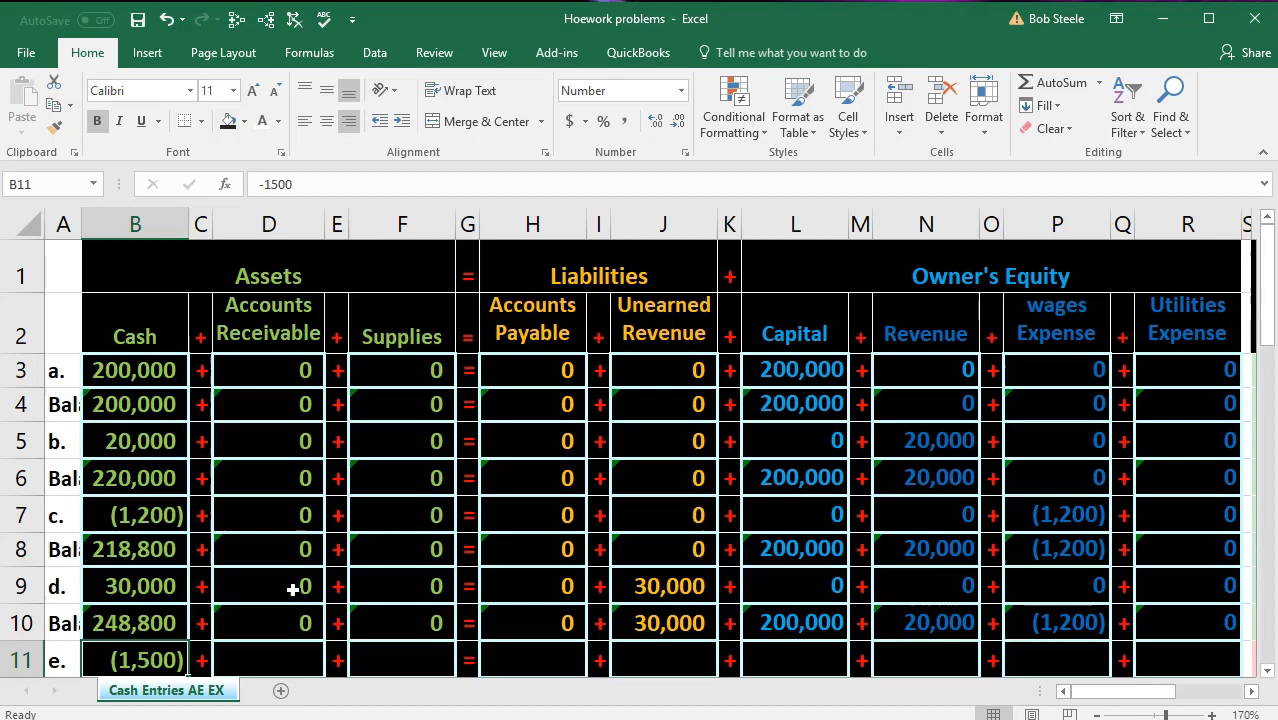 AutoSave Off
Hoework problems - Excel
Bob Steele
File Home Insert Page Layout Formulas Data Review View Add-ins QuickBooks Tell me what you want to do Share
Paste
Calibri 11
Wrap Text
Number
Merge & Center
B I U
$ % ,
Conditional Formatting
Format as Table
Cell Styles
Insert
Delete
Format
AutoSum
Fill
Clear
Sort & Filter
Find & Select
Clipboard Font Alignment Number Styles Cells Editing
B11 fx -1500
A B C D E F G H I J K L M N O P Q R S
1 Assets = Liabilities + Owner's Equity
2 Cash + Accounts Receivable + Supplies = Accounts Payable + Unearned Revenue + Capital + Revenue + wages Expense + Utilities Expense
3 a. 200,000 + 0 + 0 = 0 + 0 + 200,000 + 0 + 0 + 0
4 Bala 200,000 + 0 + 0 = 0 + 0 + 200,000 + 0 + 0 + 0
5 b. 20,000 + 0 + 0 = 0 + 0 + 0 + 20,000 + 0 + 0
6 Bala 220,000 + 0 + 0 = 0 + 0 + 200,000 + 20,000 + 0 + 0
7 c. (1,200) + 0 + 0 = 0 + 0 + 0 + 0 + (1,200) + 0
8 Bala 218,800 + 0 + 0 = 0 + 0 + 200,000 + 20,000 + (1,200) + 0
9 d. 30,000 + 0 + 0 = 0 + 30,000 + 0 + 0 + 0 + 0
10 Bala 248,800 + 0 + 0 = 0 + 30,000 + 200,000 + 20,000 + (1,200) + 0
11 e. (1,500) + + = + + + + +
Cash Entries AE EX
Ready
170%